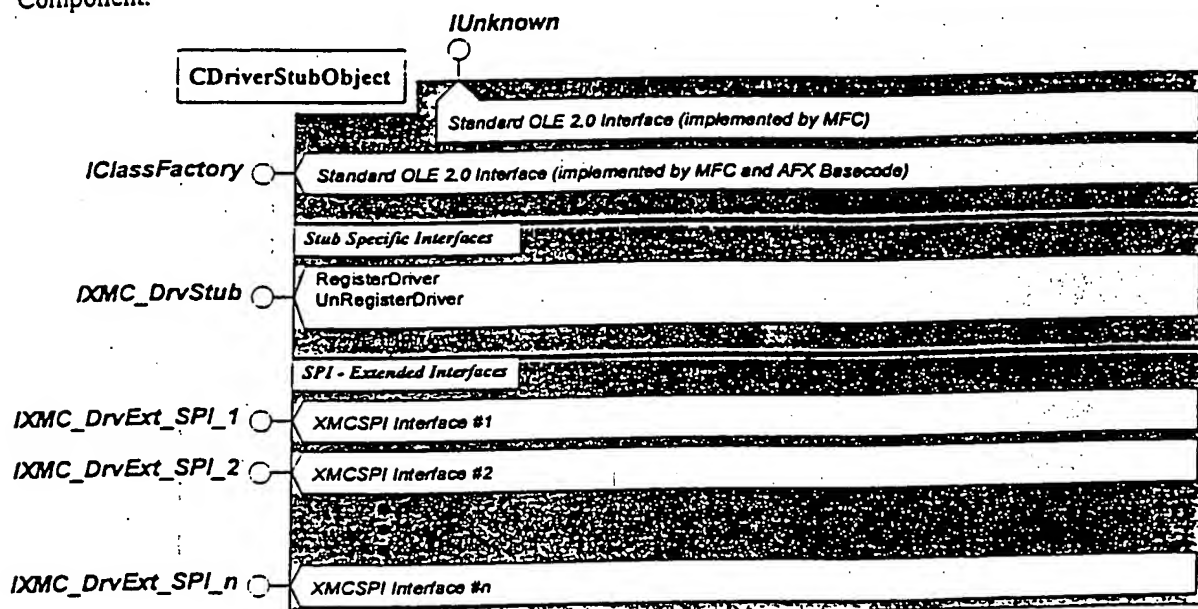 Component.
IUnknown
CDriverStubObject
Standard OLE 2.0 Interface (implemented by MFC)
IClassFactory
Standard OLE 2.0 Interface (implemented by MFC and AFX Basecode)
Stub Specific Interfaces
IXMC_DrvStub
RegisterDriver
UnRegisterDriver
SPI - Extended Interfaces
IXMC_DrvExt_SPI_1
XMCSPI Interface #1
IXMC_DrvExt_SPI_2
XMCSPI Interface #2
IXMC_DrvExt_SPI_n
XMCSPI Interface #n